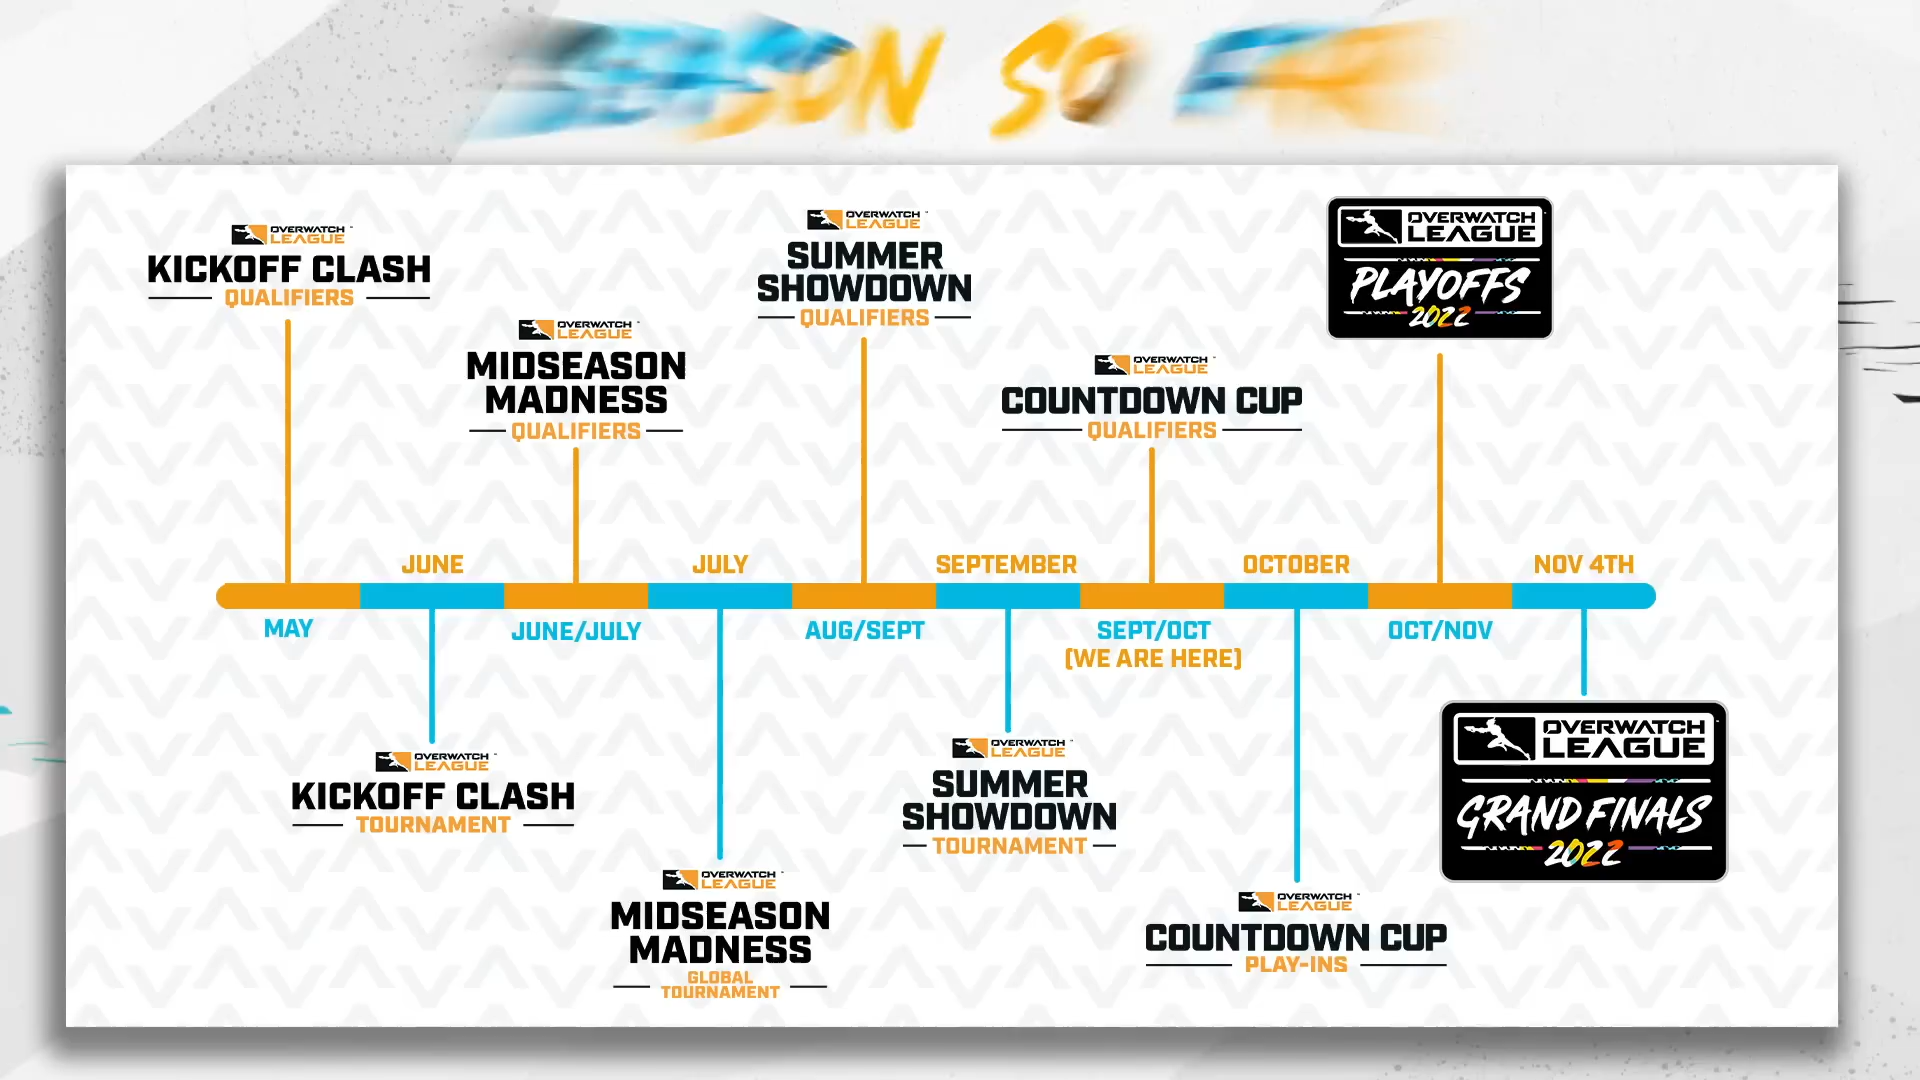 SEASON SO FAR
OVERWATCH
LEAGUE
KICKOFF CLASH
QUALIFIERS
OVERWATCH
LEAGUE
MIDSEASON
MADNESS
QUALIFIERS
OVERWATCH
LEAGUE
SUMMER
SHOWDOWN
QUALIFIERS
OVERWATCH
LEAGUE
COUNTDOWN CUP
QUALIFIERS
OVERWATCH
LEAGUE
PLAYOFFS
2022
JUNE
JULY
SEPTEMBER
OCTOBER
NOV 4TH
MAY
JUNE/JULY
AUG/SEPT
SEPT/OCT
(WE ARE HERE)
OCT/NOV
OVERWATCH
LEAGUE
KICKOFF CLASH
TOURNAMENT
OVERWATCH
LEAGUE
MIDSEASON
MADNESS
GLOBAL
TOURNAMENT
OVERWATCH
LEAGUE
SUMMER
SHOWDOWN
TOURNAMENT
OVERWATCH
LEAGUE
COUNTDOWN CUP
PLAY-INS
OVERWATCH
LEAGUE
GRAND FINALS
2022